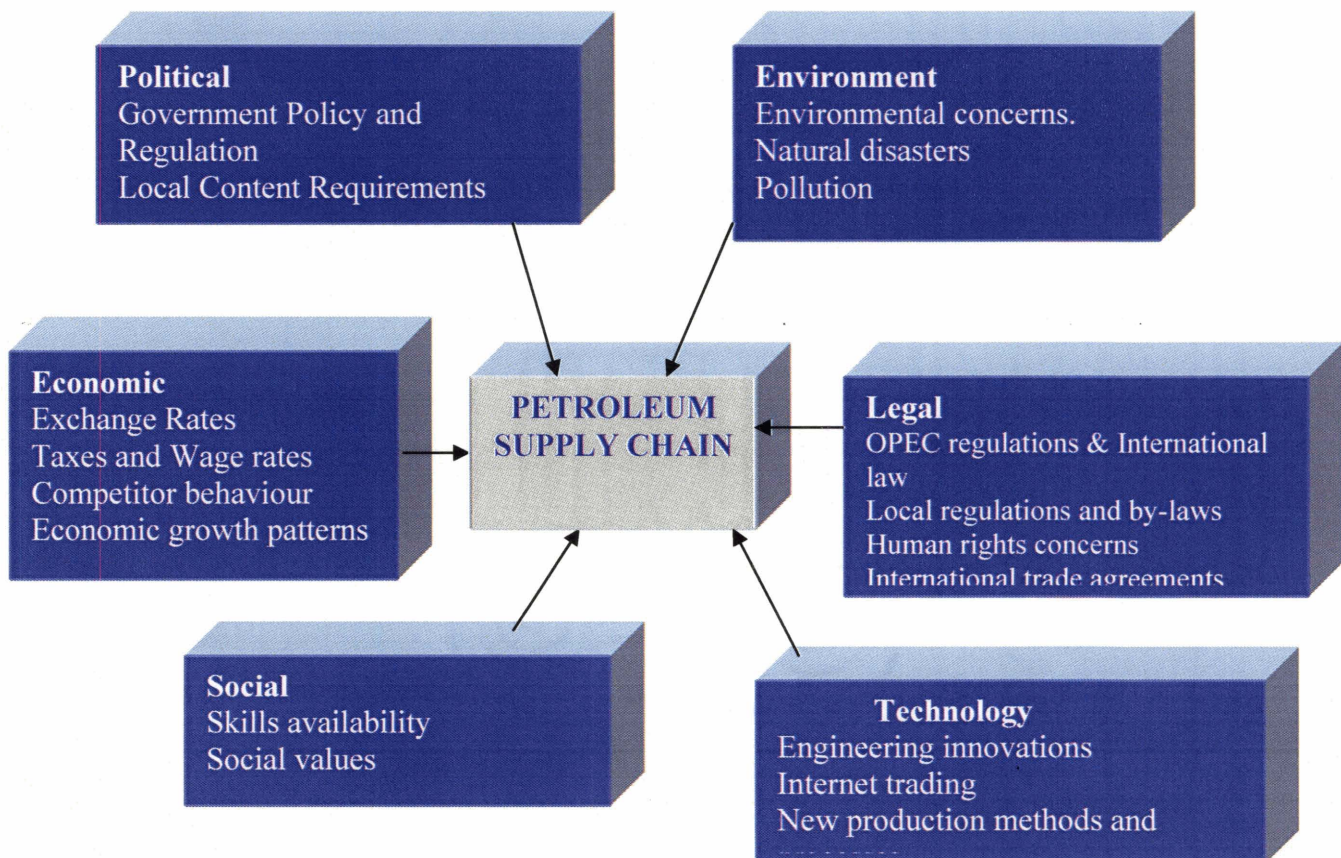 Political
Government Policy and
Regulation
Local Content Requirements
Environment
Environmental concerns.
Natural disasters
Pollution
Economic
Exchange Rates
Taxes and Wage rates
Competitor behaviour
Economic growth patterns
PETROLEUM
SUPPLY CHAIN
Legal
OPEC regulations & International
law
Local regulations and by-laws
Human rights concerns
International trade agreements
Social
Skills availability
Social values
Technology
Engineering innovations
Internet trading
New production methods and